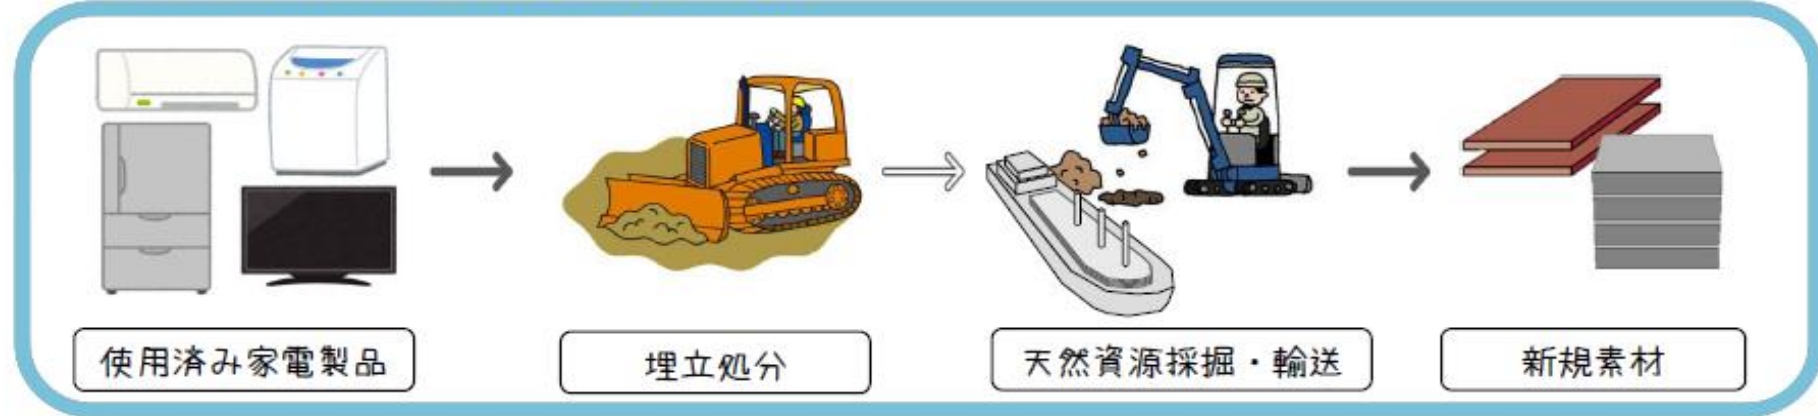 使用済み家電製品
埋立処分
天然資源採掘・輸送
新規素材